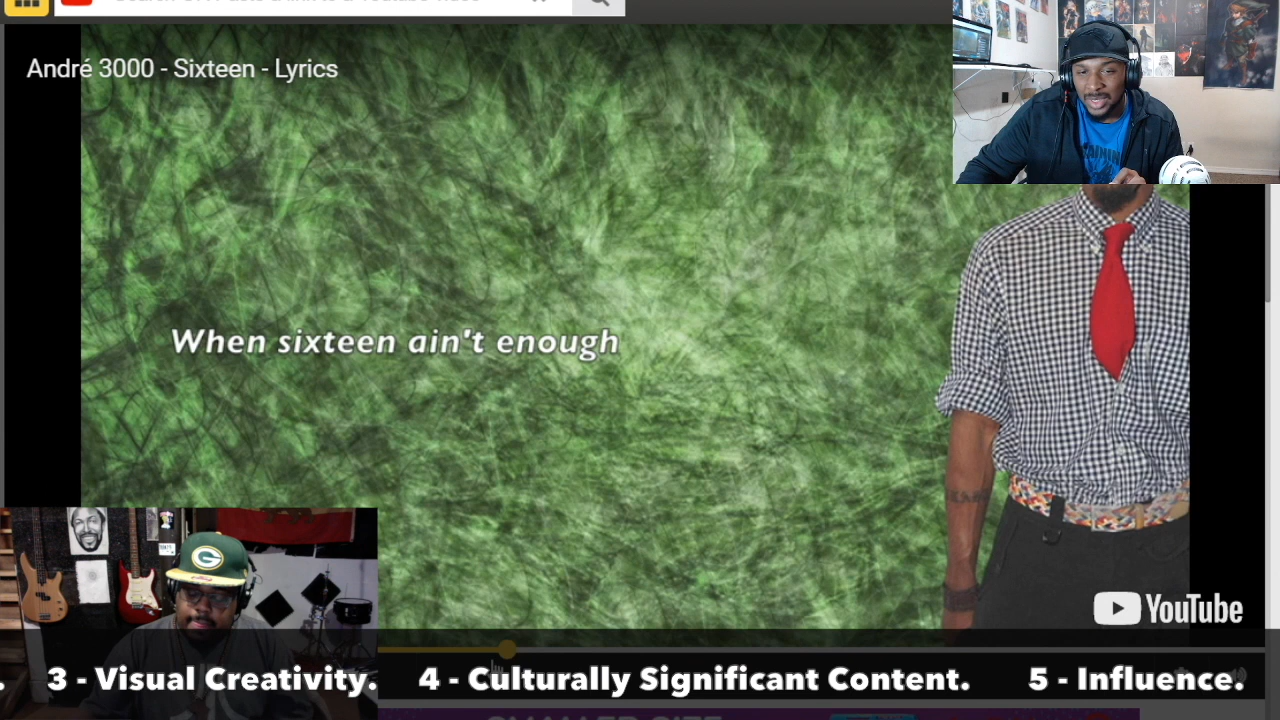 André 3000 - Sixteen - Lyrics
When sixteen ain't enough
G
YouTube
3 - Visual Creativity. 4 - Culturally Significant Content. 5 - Influence.